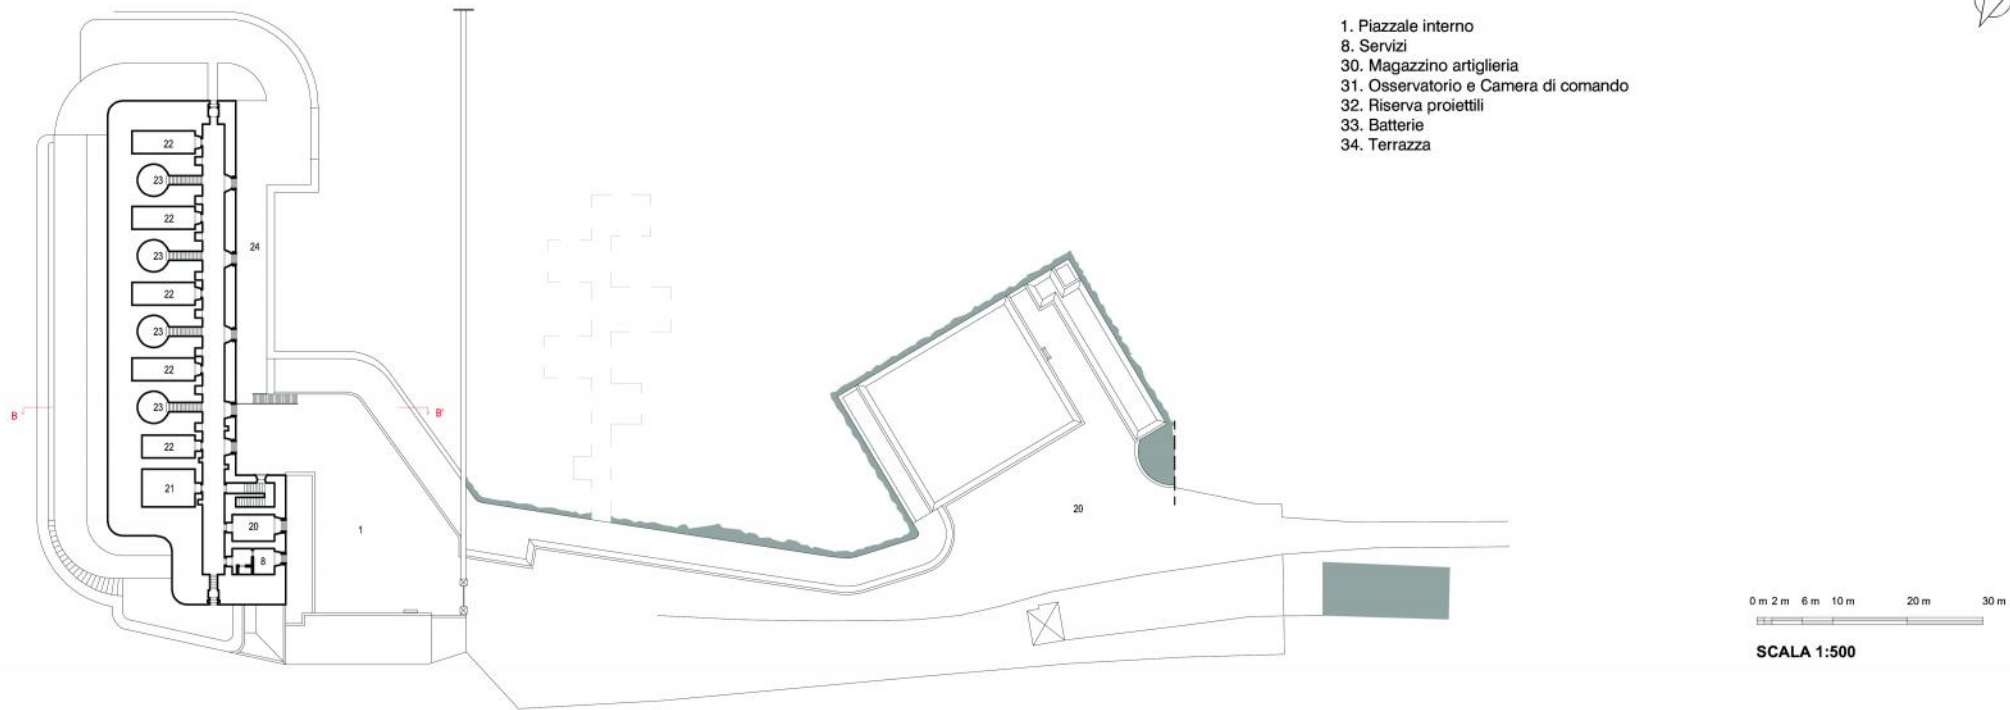 1. Piazzale interno
8. Servizi
30. Magazzino artiglieria
31. Osservatorio e Camera di comando
32. Riserva proiettili
33. Batterie
34. Terrazza
22
23
22
23
24
22
23
22
23
B
B'
22
21
20
1
8
20
0 m 2 m 6 m 10 m 20 m 30 m
SCALA 1:500